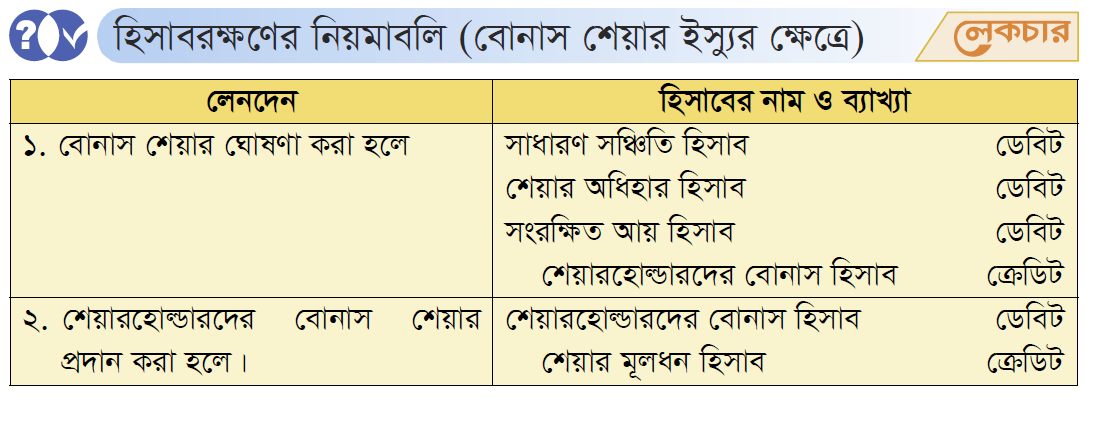 ? হিসাবরক্ষণের নিয়মাবলি (বোনাস শেয়ার ইস্যুর ক্ষেত্রে) লেকচার
লেনদেন হিসাবের নাম ও ব্যাখ্যা
১. বোনাস শেয়ার ঘোষণা করা হলে সাধারণ সঞ্চিতি হিসাব ডেবিট
শেয়ার অধিহার হিসাব ডেবিট
সংরক্ষিত আয় হিসাব ডেবিট
শেয়ারহোল্ডারদের বোনাস হিসাব ক্রেডিট
২. শেয়ারহোল্ডারদের বোনাস শেয়ার শেয়ারহোল্ডারদের বোনাস হিসাব ডেবিট
প্রদান করা হলে। শেয়ার মূলধন হিসাব ক্রেডিট